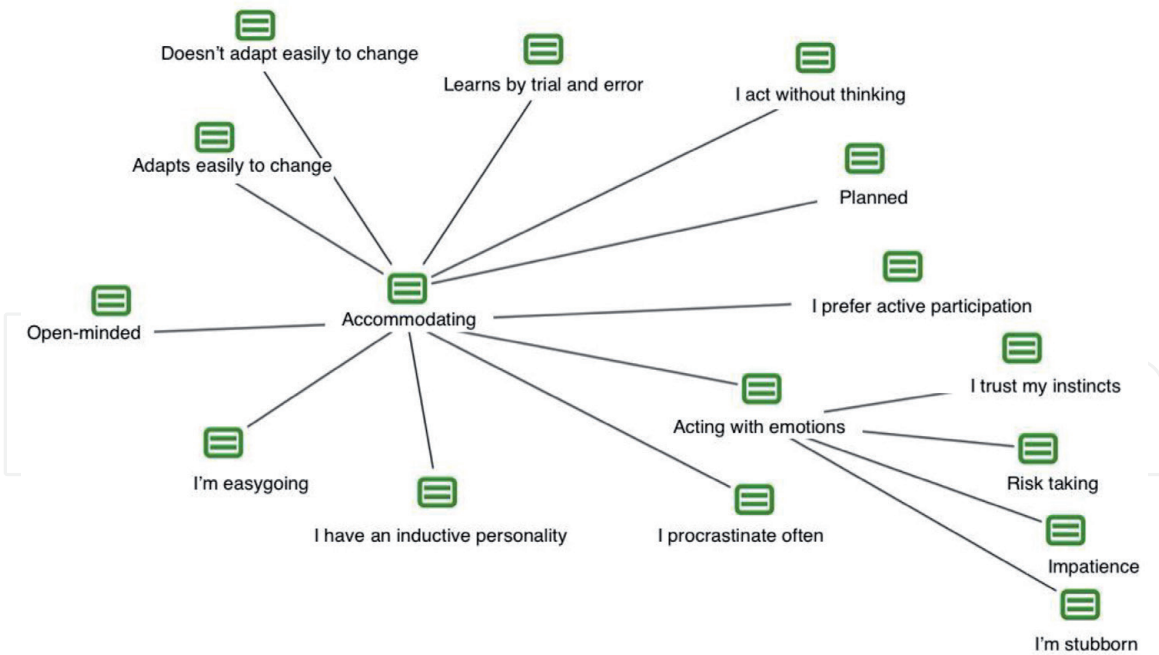 Doesn't adapt easily to change
Learns by trial and error
I act without thinking
Adapts easily to change
Planned
I prefer active participation
Accommodating
Open-minded
I trust my instincts
Acting with emotions
I'm easygoing
Risk taking
I have an inductive personality
I procrastinate often
Impatience
I'm stubborn